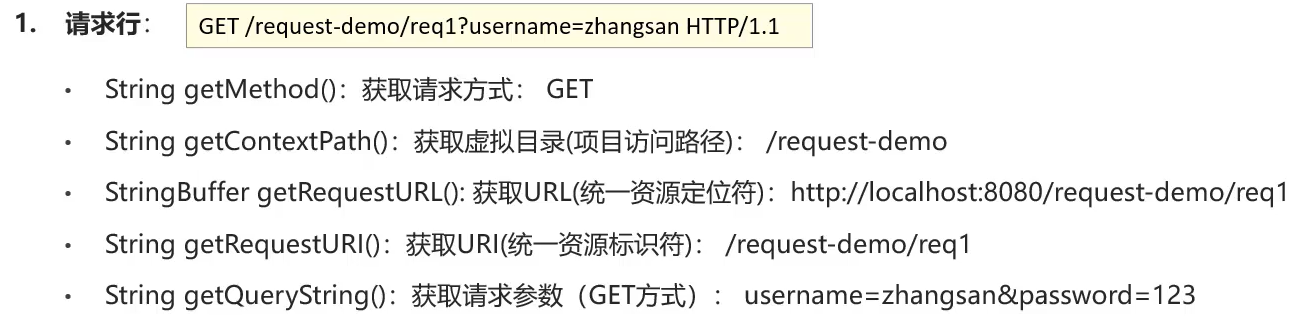 1. 请求行： GET /request-demo/req1?username=zhangsan HTTP/1.1
• String getMethod()：获取请求方式： GET
• String getContextPath()：获取虚拟目录(项目访问路径)： /request-demo
• StringBuffer getRequestURL(): 获取URL(统一资源定位符)：http://localhost:8080/request-demo/req1
• String getRequestURI()：获取URI(统一资源标识符)： /request-demo/req1
• String getQueryString()：获取请求参数（GET方式）： username=zhangsan&password=123